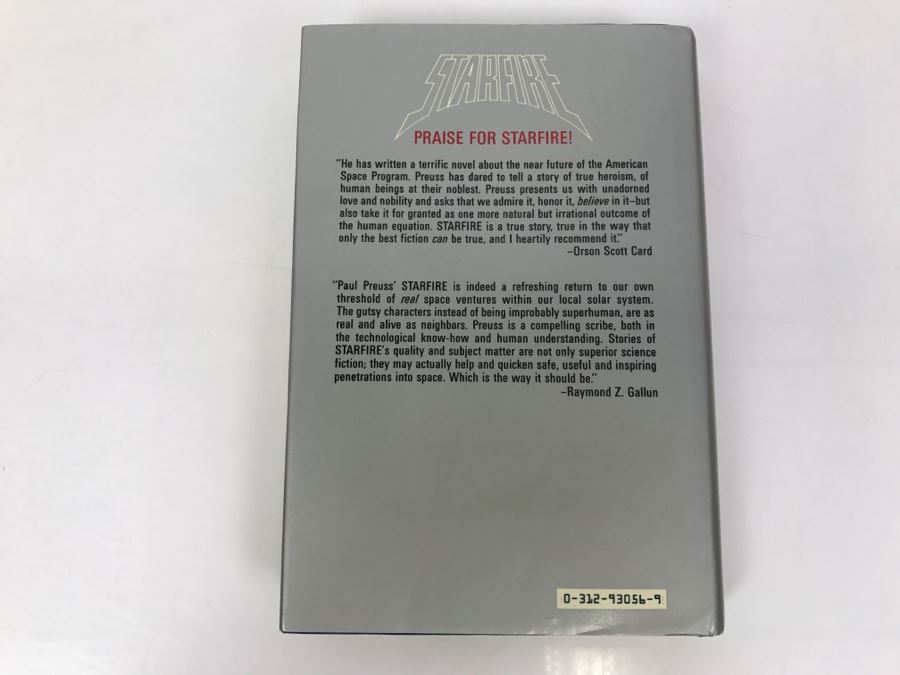 STARFIRE
PRAISE FOR STARFIRE!
"He has written a terrific novel about the near future of the American
Space Program. Preuss has dared to tell a story of true heroism, of
human beings at their noblest. Preuss presents us with unadorned
love and nobility and asks that we admire it, honor it, believe in it–but
also take it for granted as one more natural but irrational outcome of
the human equation. STARFIRE is a true story, true in the way that
only the best fiction can be true, and I heartily recommend it."
–Orson Scott Card
"Paul Preuss' STARFIRE is indeed a refreshing return to our own
threshold of real space ventures within our local solar system.
The gutsy characters instead of being improbably superhuman, are as
real and alive as neighbors. Preuss is a compelling scribe, both in
the technological know-how and human understanding. Stories of
STARFIRE's quality and subject matter are not only superior science
fiction; they may actually help and quicken safe, useful and inspiring
penetrations into space. Which is the way it should be."
–Raymond Z. Gallun
0-312-93056-9